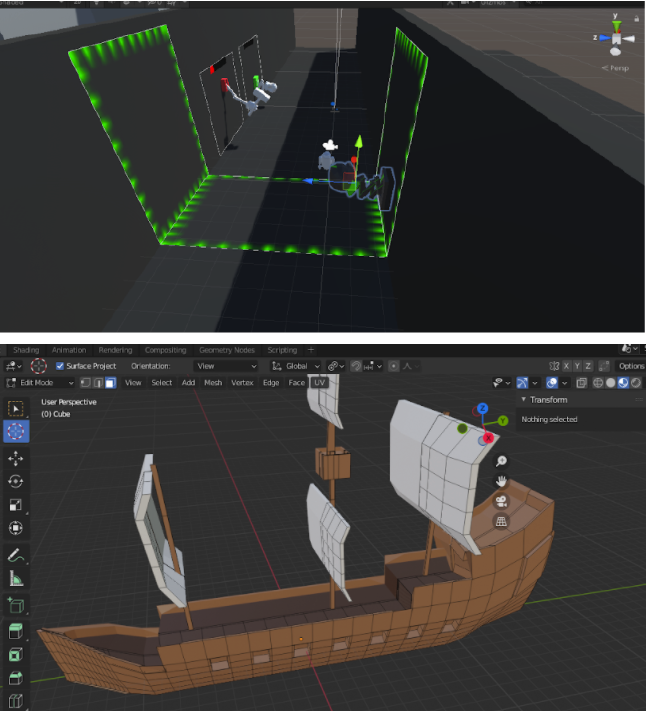 y
z
< Persp
Shading Animation Rendering Compositing Geometry Nodes Scripting +
Surface Project Orientation: View Local X Y Z Options
Edit Mode View Select Add Mesh Vertex Edge Face UV
User Perspective
(0) Cube
Z
Y
X
Transform
Nothing selected